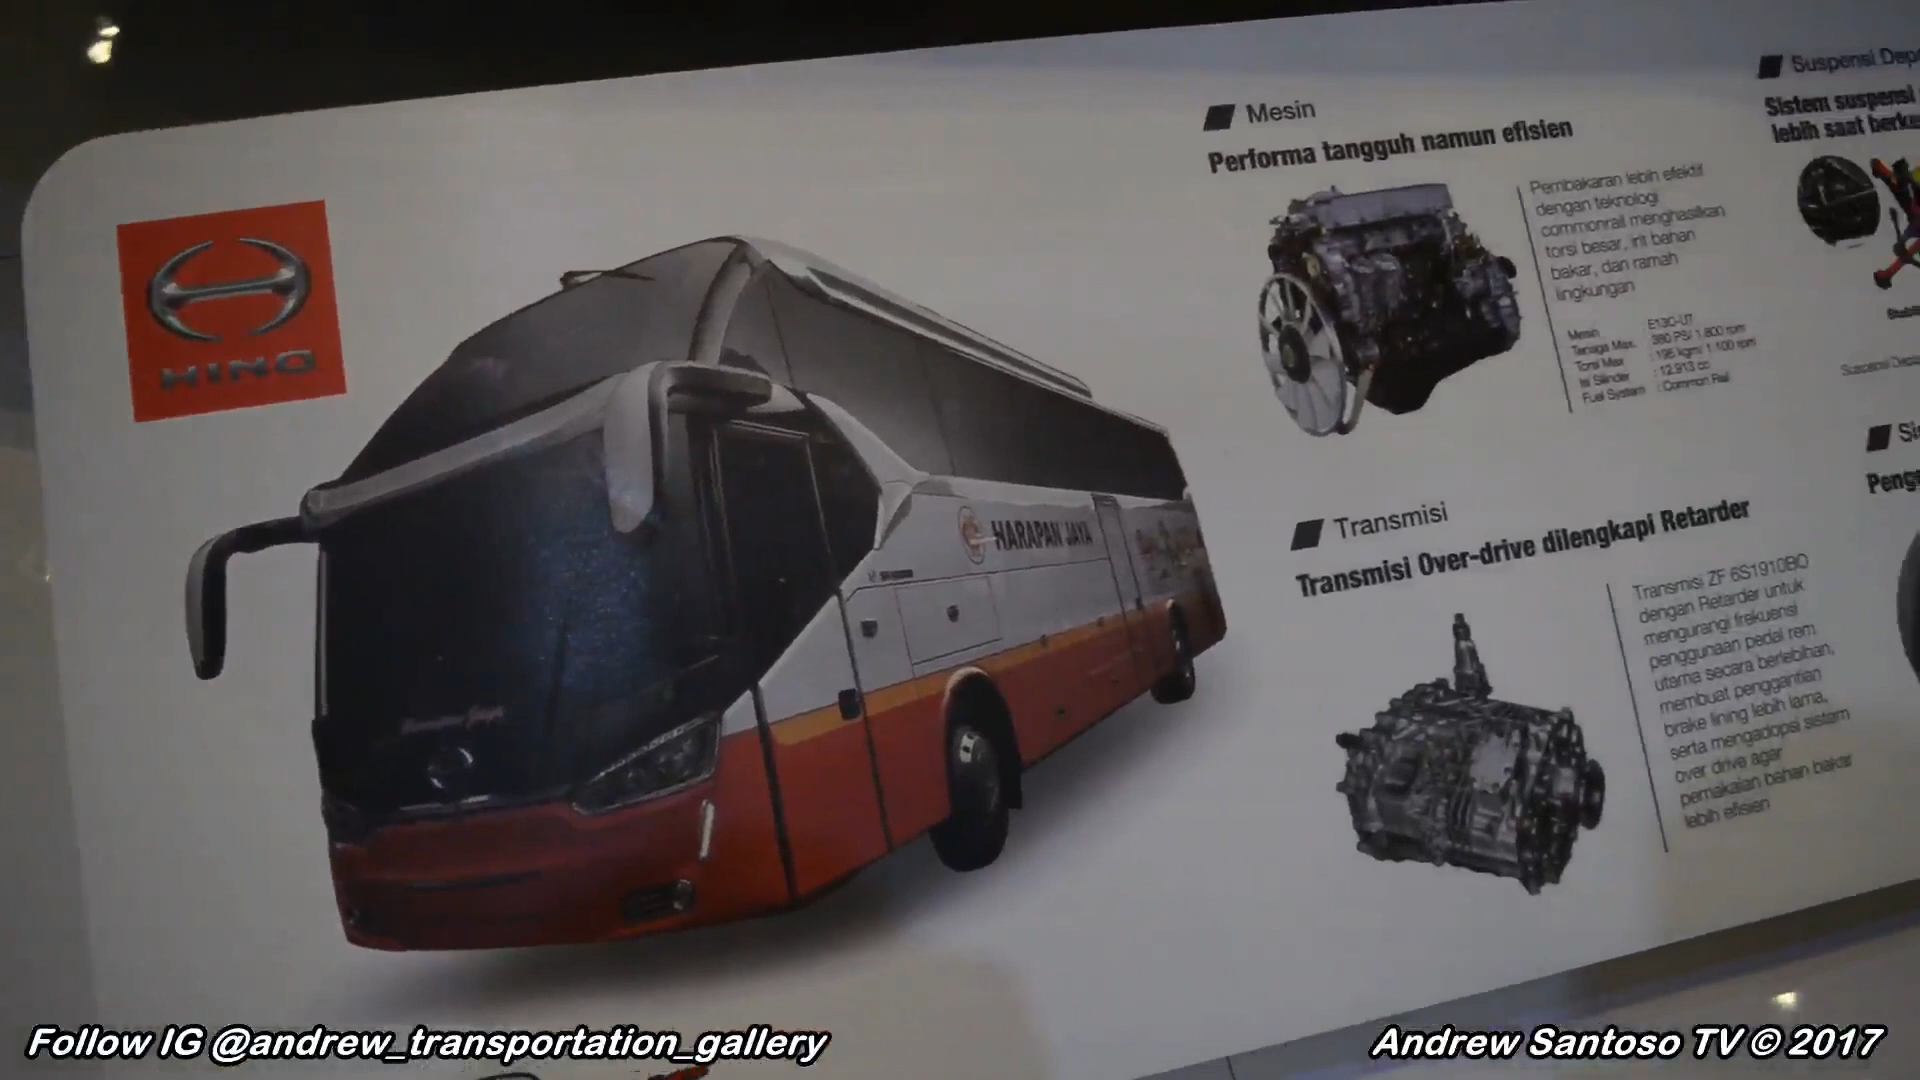 HINO
HARAPAN JAYA
Mesin
Performa tangguh namun efisien
Pembakaran lebih efektif
dengan teknologi
commonrail menghasilkan
torsi besar, irit bahan
bakar, dan ramah
lingkungan
Mesin : E13C-U7
Tenaga Max. : 380 PS/ 1.800 rpm
Torsi Max : 196 kgm/ 1.100 rpm
Isi Silinder : 12.913 cc
Fuel System : Common Rail
Transmisi
Transmisi Over-drive dilengkapi Retarder
Transmisi ZF 6S1910BO
dengan Retarder untuk
mengurangi frekuensi
penggunaan pedal rem
utama secara berlebihan,
membuat penggantian
brake lining lebih lama,
serta mengadopsi sistem
over drive agar
pemakaian bahan bakar
lebih efisien
Suspensi
Sistem suspensi
lebih saat
Follow IG @andrew_transportation_gallery
Andrew Santoso TV © 2017